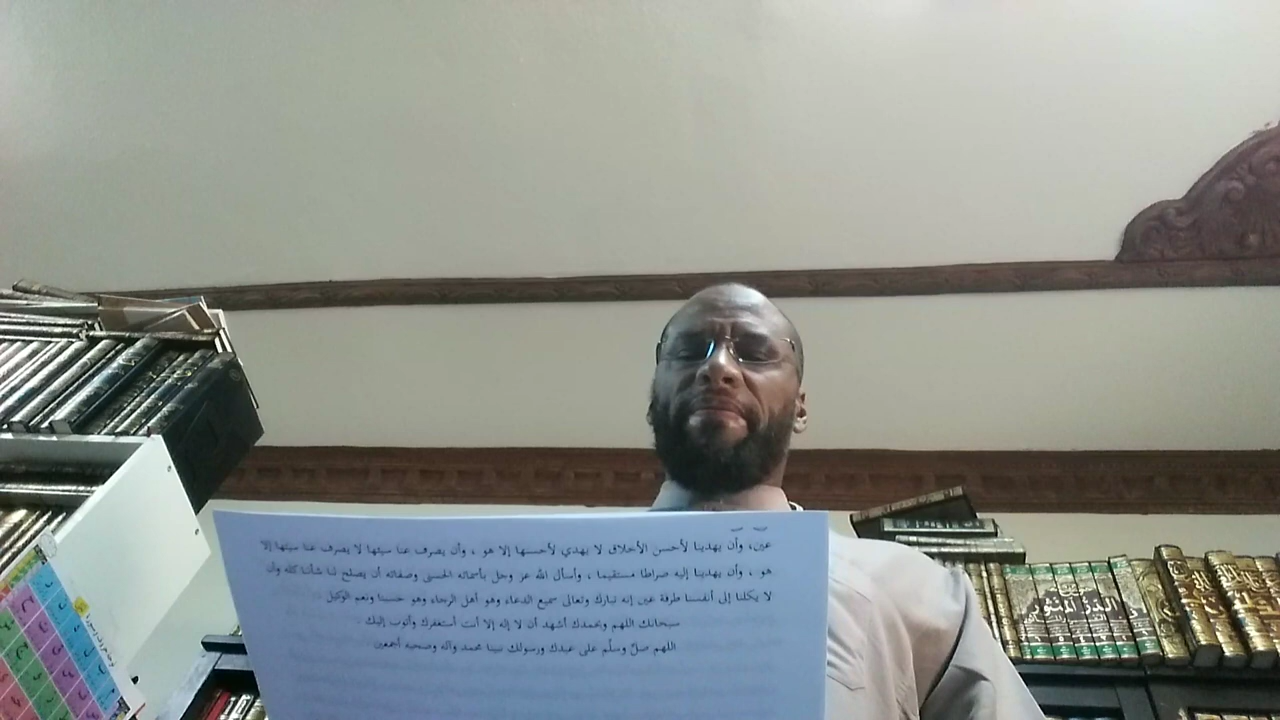 عين، وأن يهدينا لأحسن الأخلاق لا يهدي لأحسنها إلا هو ، وأن يصرف عنا سيئها لا يصرف عنا سيئها إلا
هو ، وأن يهدينا إليه صراطا مستقيما ، وأسأل الله عز وجل بأسمائه الحسنى وصفاته أن يصلح لنا شأننا كله وأن
لا يكلنا إلى أنفسنا طرفة عين إنه تبارك وتعالى سميع الدعاء وهو أهل الرجاء وهو حسبنا ونعم الوكيل
سبحانك اللهم وبحمدك أشهد أن لا إله إلا أنت أستغفرك وأتوب إليك .
اللهم صلّ وسلّم على عبدك ورسولك نبينا محمد وآله وصحبه أجمعين
الدر المنثور